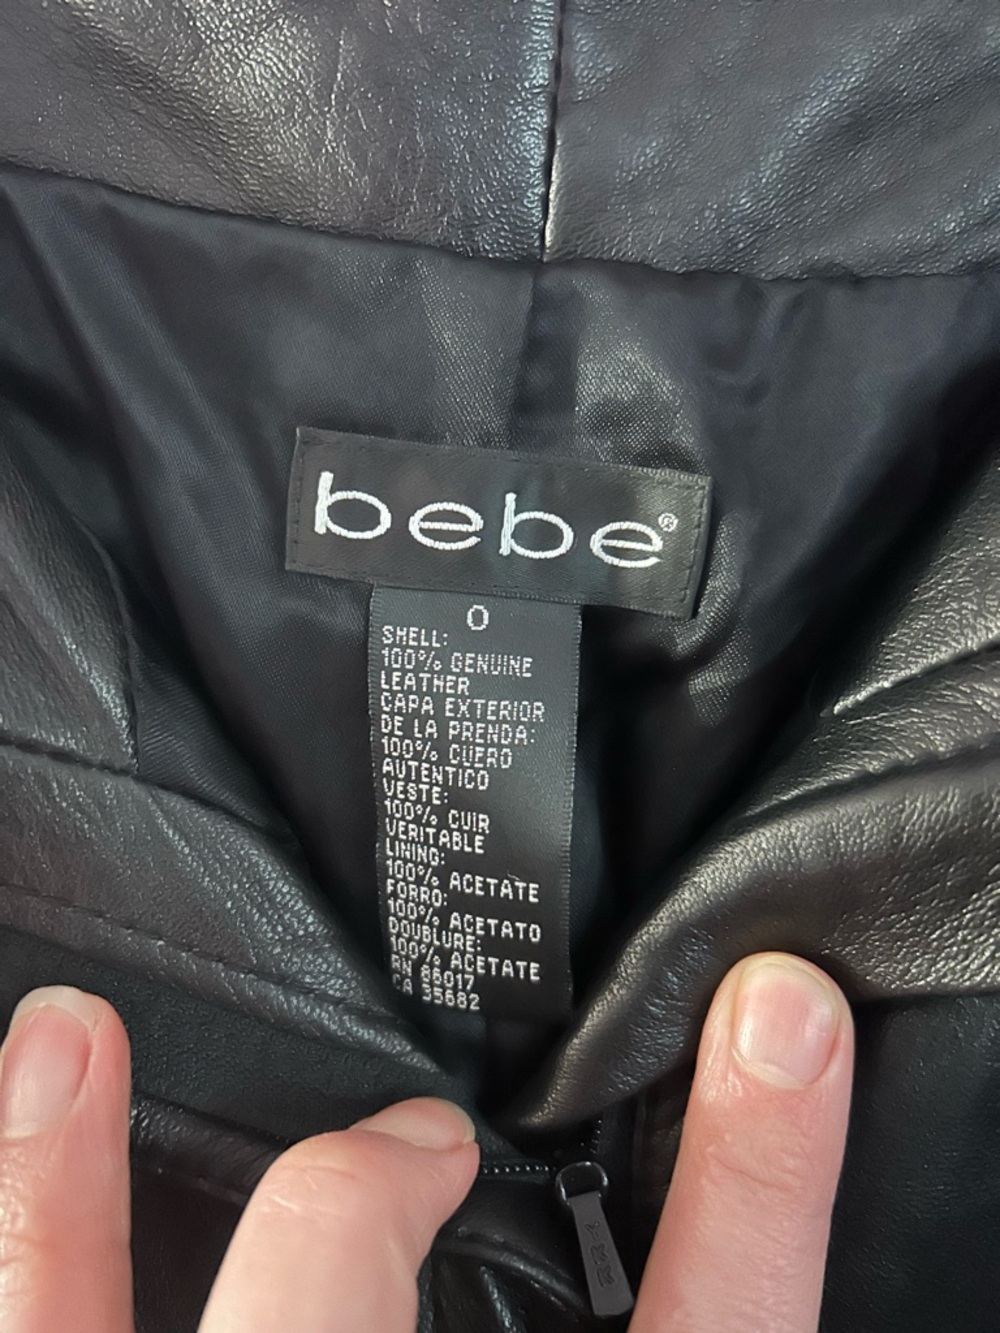 bebe®
0
SHELL:
100% GENUINE
LEATHER
CAPA EXTERIOR
DE LA PRENDA:
100% CUERO
AUTENTICO
VESTE:
100% CUIR
VERITABLE
LINING:
100% ACETATE
FORRO:
100% ACETATO
DOUBLURE:
100% ACETATE
RN 86017
CA 35682